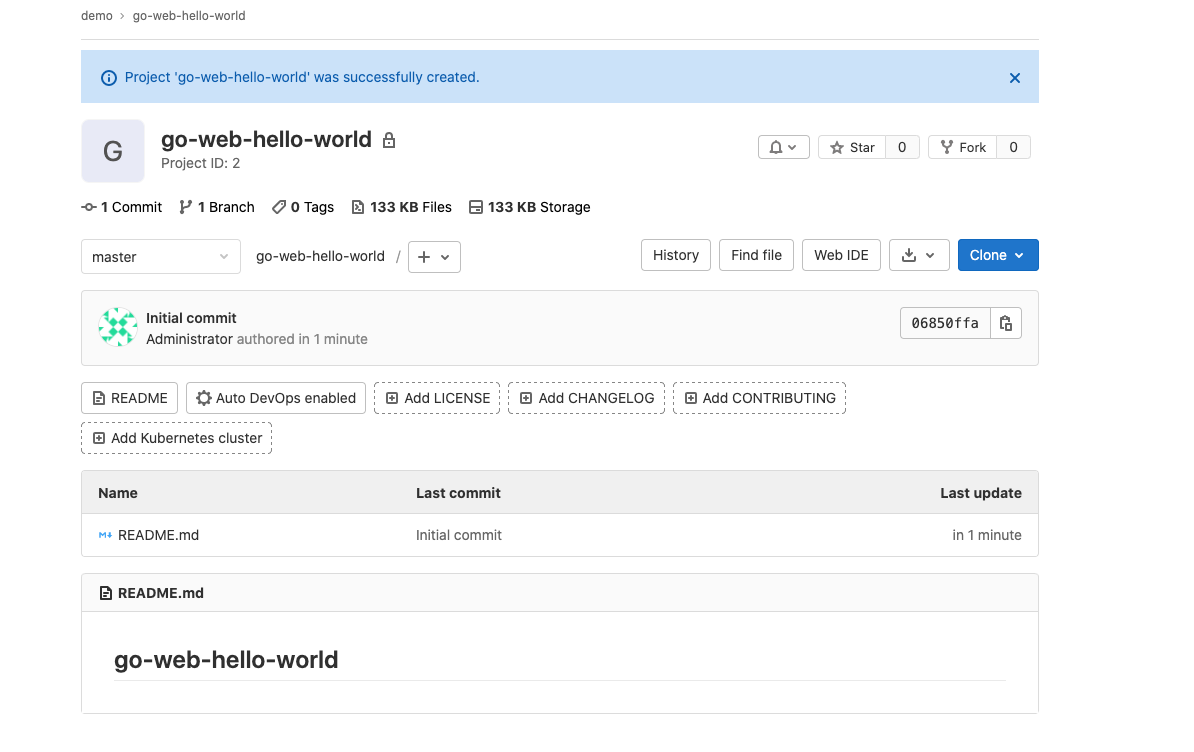 demo › go-web-hello-world
Project 'go-web-hello-world' was successfully created.
G
go-web-hello-world
Project ID: 2
Star 0
Fork 0
1 Commit 1 Branch 0 Tags 133 KB Files 133 KB Storage
master go-web-hello-world / +
History Find file Web IDE Clone
Initial commit
Administrator authored in 1 minute
06850ffa
README Auto DevOps enabled Add LICENSE Add CHANGELOG Add CONTRIBUTING
Add Kubernetes cluster
Name Last commit Last update
M+ README.md Initial commit in 1 minute
README.md
go-web-hello-world